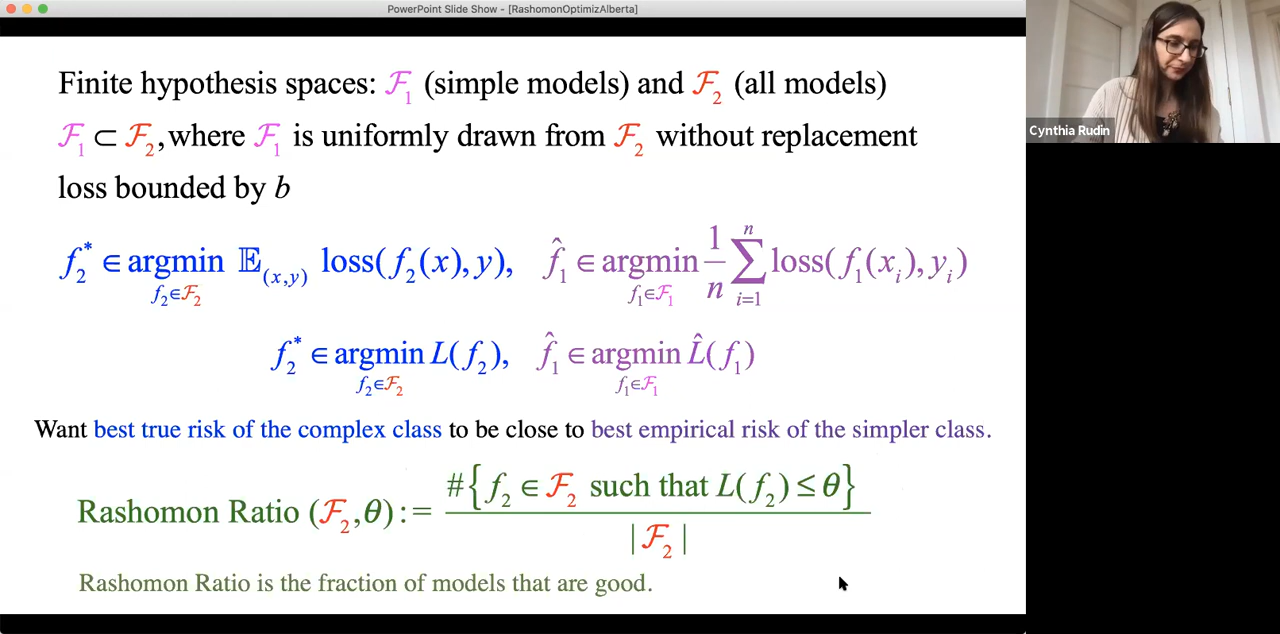 PowerPoint Slide Show - [RashomonOptimizAlberta]
Finite hypothesis spaces: ℱ₁ (simple models) and ℱ₂ (all models)
ℱ₁ ⊂ ℱ₂, where ℱ₁ is uniformly drawn from ℱ₂ without replacement
loss bounded by b
f₂* ∈ argmin_{f₂∈ℱ₂} 𝔼_(x,y) loss(f₂(x), y), f̂₁ ∈ argmin_{f₁∈ℱ₁} 1/n ∑_{i=1}^{n} loss(f₁(xᵢ), yᵢ)
f₂* ∈ argmin_{f₂∈ℱ₂} L(f₂), f̂₁ ∈ argmin_{f₁∈ℱ₁} L̂(f₁)
Want best true risk of the complex class to be close to best empirical risk of the simpler class.
Rashomon Ratio (ℱ₂,θ) := #{f₂ ∈ ℱ₂ such that L(f₂) ≤ θ} / |ℱ₂|
Rashomon Ratio is the fraction of models that are good.
Cynthia Rudin